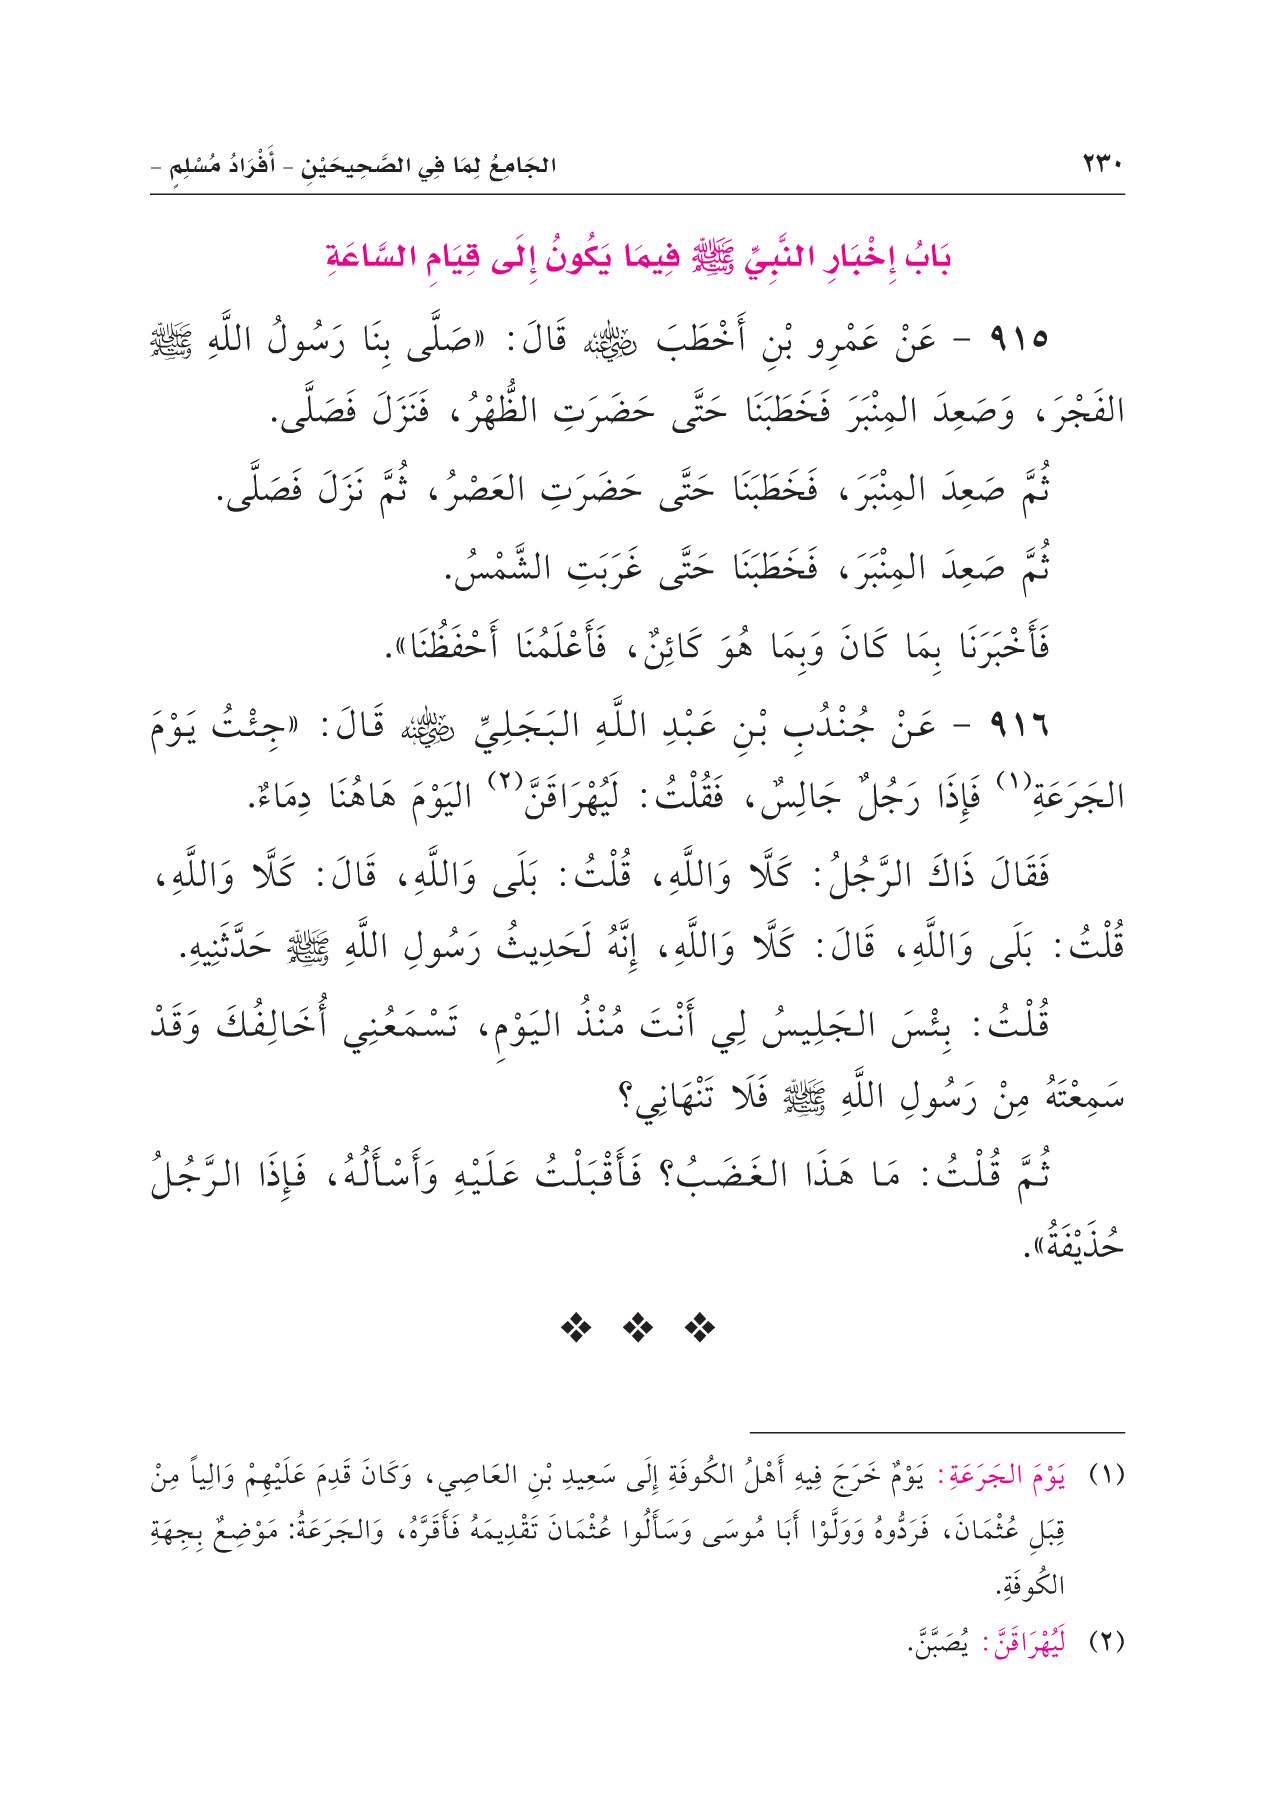 ٢٣٠
الجَامِعُ لِمَا فِي الصَّحِيحَيْنِ - أَفْرَادُ مُسْلِمٍ -
بَابُ إِخْبَارِ النَّبِيِّ ﷺ فِيمَا يَكُونُ إِلَى قِيَامِ السَّاعَةِ
٩١٥ - عَنْ عَمْرِو بْنِ أَخْطَبَ رضي الله عنه قَالَ: «صَلَّى بِنَا رَسُولُ اللَّهِ ﷺ
الفَجْرَ، وَصَعِدَ المِنْبَرَ فَخَطَبَنَا حَتَّى حَضَرَتِ الظُّهْرُ، فَنَزَلَ فَصَلَّى.
ثُمَّ صَعِدَ المِنْبَرَ، فَخَطَبَنَا حَتَّى حَضَرَتِ العَصْرُ، ثُمَّ نَزَلَ فَصَلَّى.
ثُمَّ صَعِدَ المِنْبَرَ، فَخَطَبَنَا حَتَّى غَرَبَتِ الشَّمْسُ.
فَأَخْبَرَنَا بِمَا كَانَ وَبِمَا هُوَ كَائِنٌ، فَأَعْلَمُنَا أَحْفَظُنَا».
٩١٦ - عَنْ جُنْدُبِ بْنِ عَبْدِ اللَّهِ البَجَلِيِّ رضي الله عنه قَالَ: «جِئْتُ يَوْمَ
الجَرَعَةِ(١) فَإِذَا رَجُلٌ جَالِسٌ، فَقُلْتُ: لَيُهْرَاقَنَّ(٢) اليَوْمَ هَاهُنَا دِمَاءٌ.
فَقَالَ ذَاكَ الرَّجُلُ: كَلَّا وَاللَّهِ، قُلْتُ: بَلَى وَاللَّهِ، قَالَ: كَلَّا وَاللَّهِ،
قُلْتُ: بَلَى وَاللَّهِ، قَالَ: كَلَّا وَاللَّهِ، إِنَّهُ لَحَدِيثُ رَسُولِ اللَّهِ ﷺ حَدَّثَنِيهِ.
قُلْتُ: بِئْسَ الجَلِيسُ لِي أَنْتَ مُنْذُ اليَوْمِ، تَسْمَعُنِي أُخَالِفُكَ وَقَدْ
سَمِعْتَهُ مِنْ رَسُولِ اللَّهِ ﷺ فَلَا تَنْهَانِي؟
ثُمَّ قُلْتُ: مَا هَذَا الغَضَبُ؟ فَأَقْبَلْتُ عَلَيْهِ وَأَسْأَلُهُ، فَإِذَا الرَّجُلُ
حُذَيْفَةُ».
(١) يَوْمَ الجَرَعَةِ: يَوْمٌ خَرَجَ فِيهِ أَهْلُ الكُوفَةِ إِلَى سَعِيدِ بْنِ العَاصِي، وَكَانَ قَدِمَ عَلَيْهِمْ وَالِياً مِنْ
قِبَلِ عُثْمَانَ، فَرَدُّوهُ وَوَلَّوْا أَبَا مُوسَى وَسَأَلُوا عُثْمَانَ تَقْدِيمَهُ فَأَقَرَّهُ، وَالجَرَعَةُ: مَوْضِعٌ بِجِهَةِ
الكُوفَةِ.
(٢) لَيُهْرَاقَنَّ: يُصَبَّنَّ.